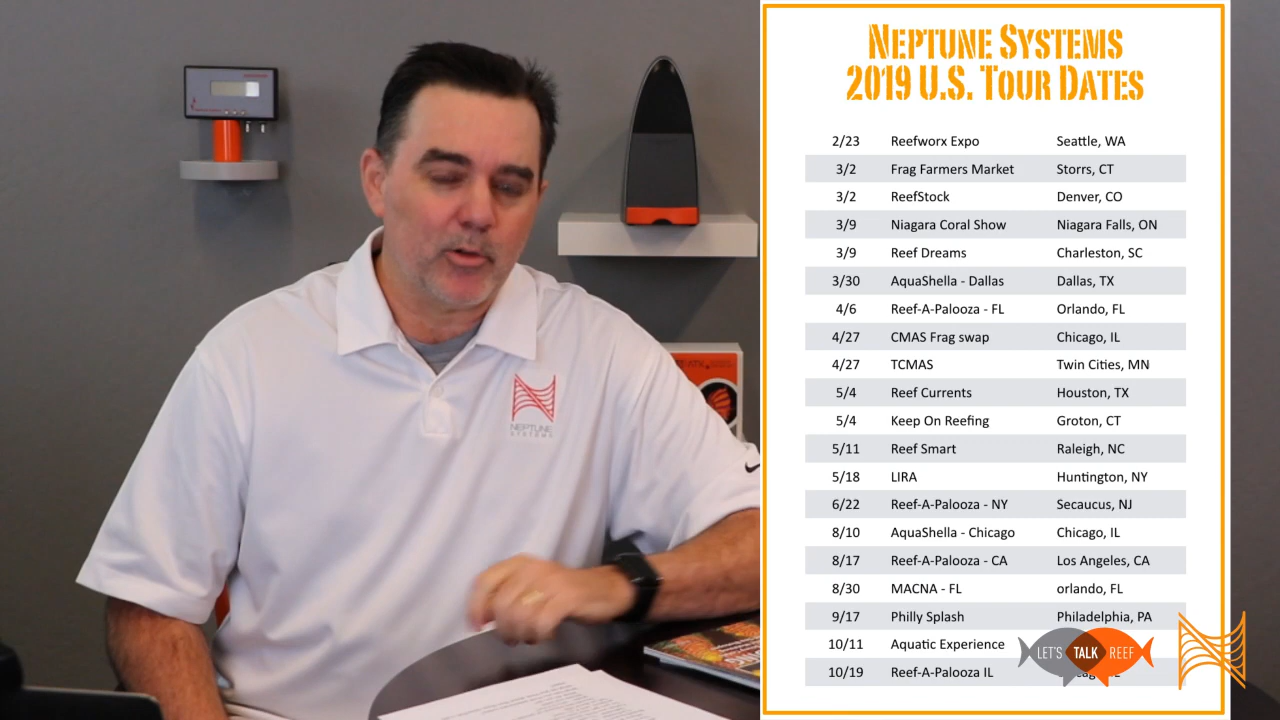 NEPTUNE SYSTEMS
2019 U.S. TOUR DATES
2/23 Reefworx Expo Seattle, WA
3/2 Frag Farmers Market Storrs, CT
3/2 ReefStock Denver, CO
3/9 Niagara Coral Show Niagara Falls, ON
3/9 Reef Dreams Charleston, SC
3/30 AquaShella - Dallas Dallas, TX
4/6 Reef-A-Palooza - FL Orlando, FL
4/27 CMAS Frag swap Chicago, IL
4/27 TCMAS Twin Cities, MN
5/4 Reef Currents Houston, TX
5/4 Keep On Reefing Groton, CT
5/11 Reef Smart Raleigh, NC
5/18 LIRA Huntington, NY
6/22 Reef-A-Palooza - NY Secaucus, NJ
8/10 AquaShella - Chicago Chicago, IL
8/17 Reef-A-Palooza - CA Los Angeles, CA
8/30 MACNA - FL orlando, FL
9/17 Philly Splash Philadelphia, PA
10/11 Aquatic Experience
10/19 Reef-A-Palooza IL
LET'S TALK REEF
NEPTUNE
SYSTEMS